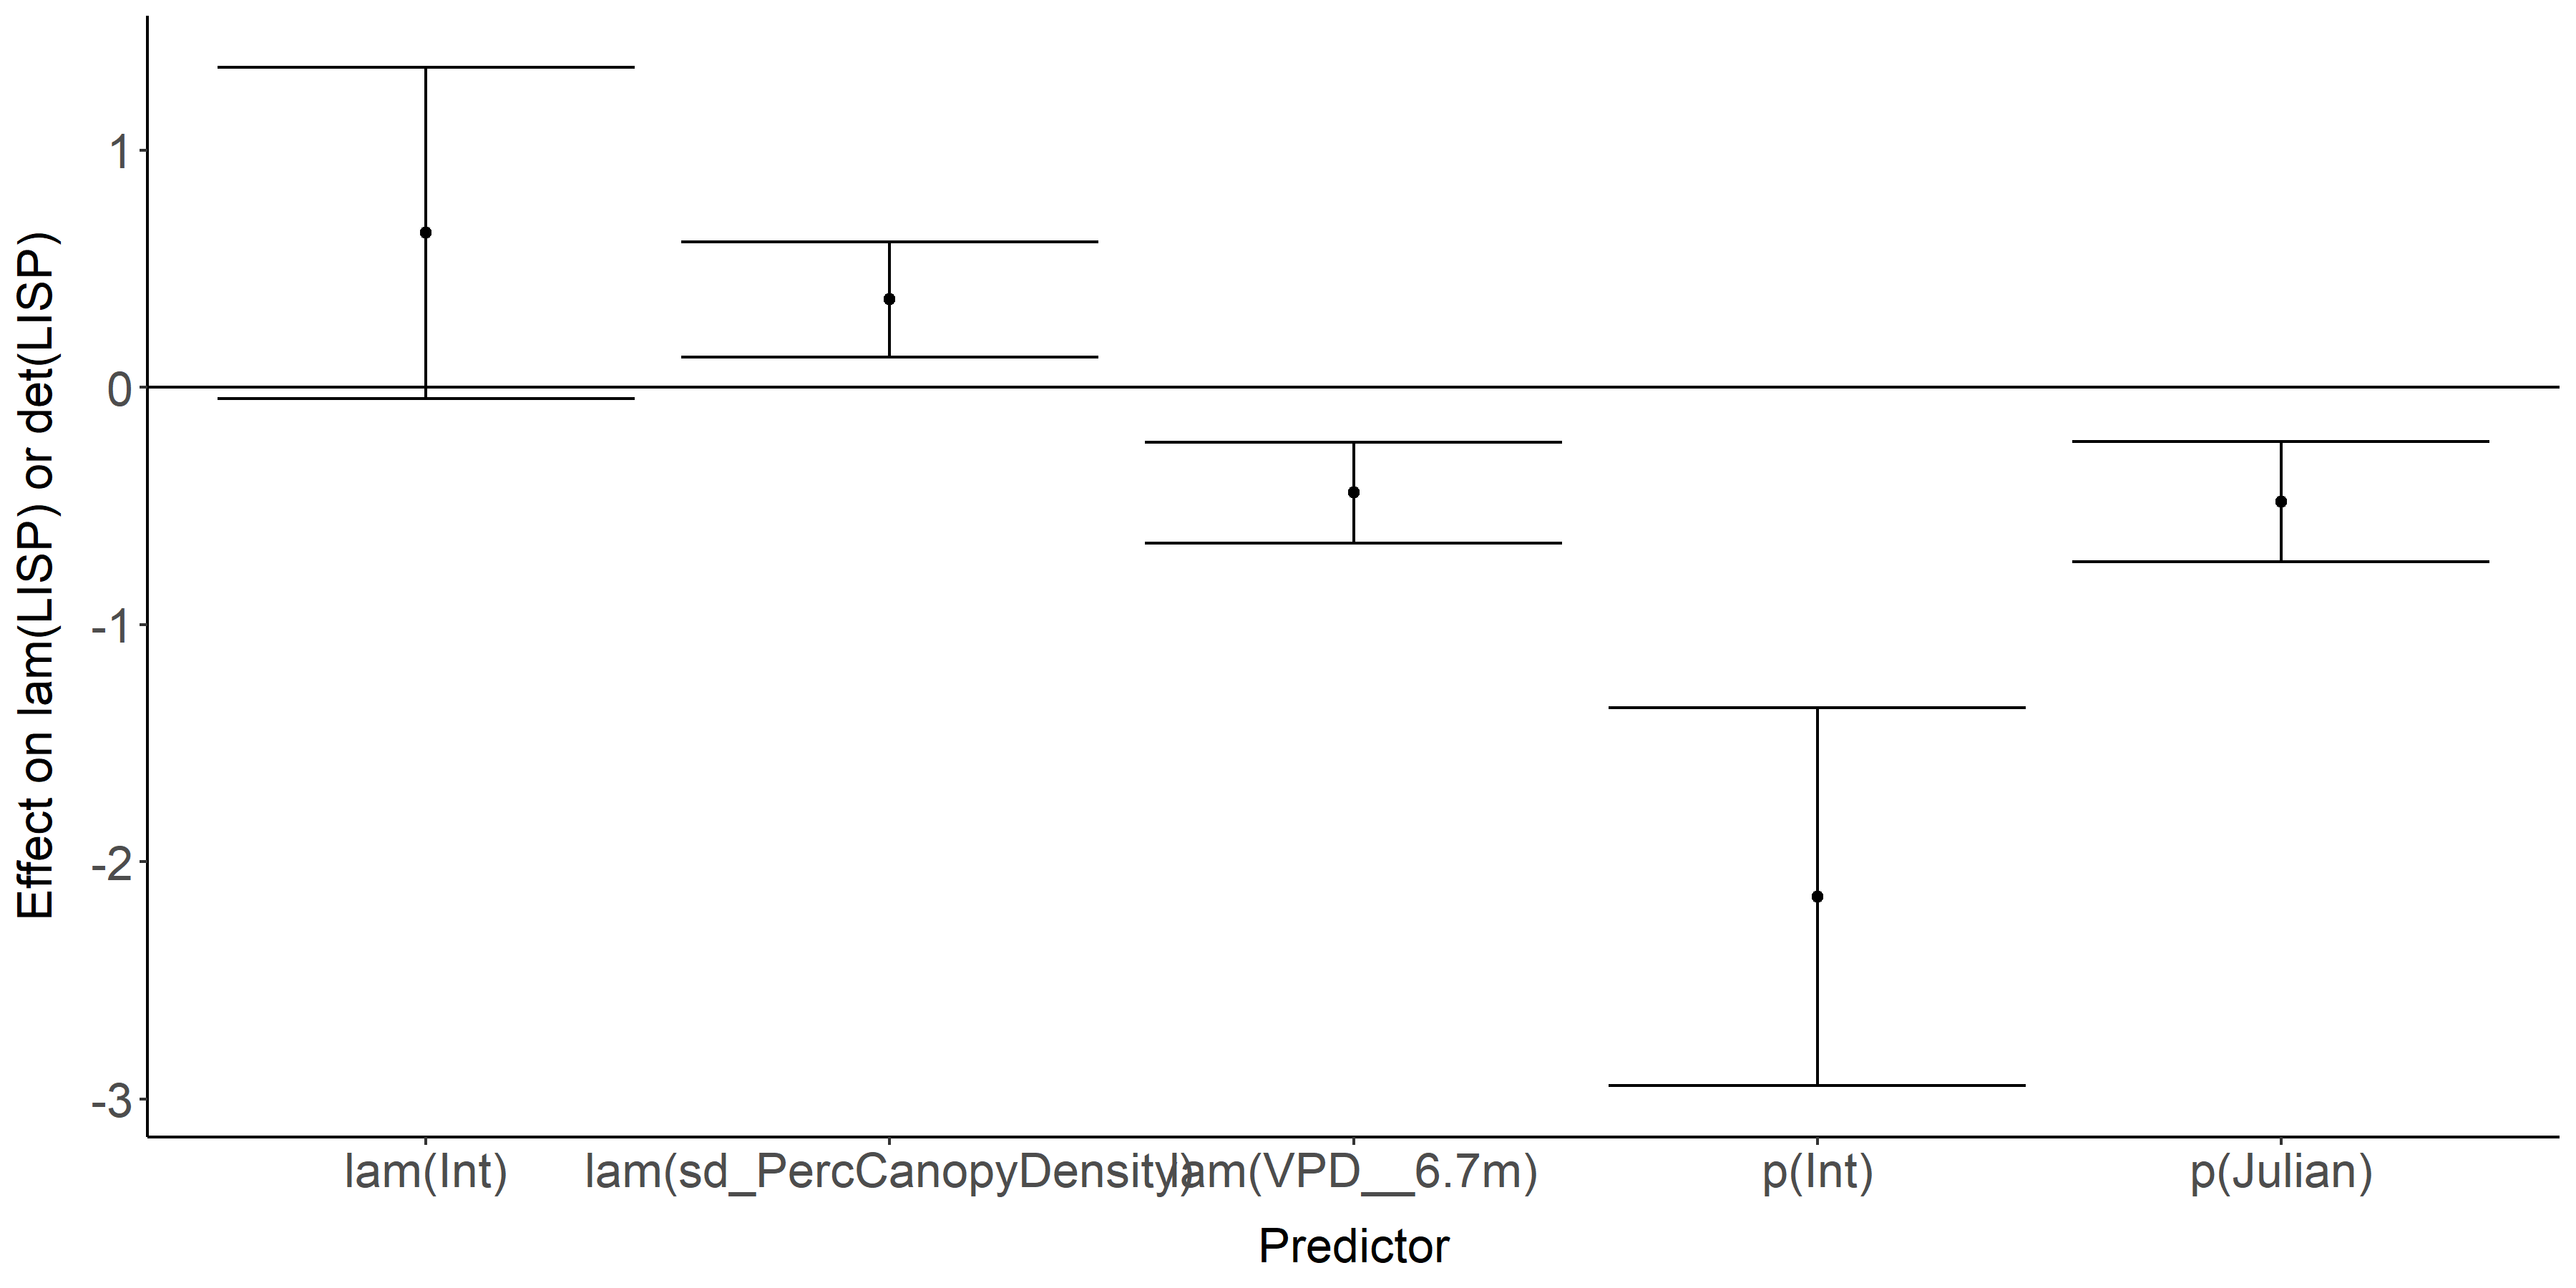 Effect on lam(LISP) or det(LISP)
1
0
-1
-2
-3
lam(Int)
lam(sd_PercCanopyDensity)
lam(VPD__6.7m)
p(Int)
p(Julian)
Predictor